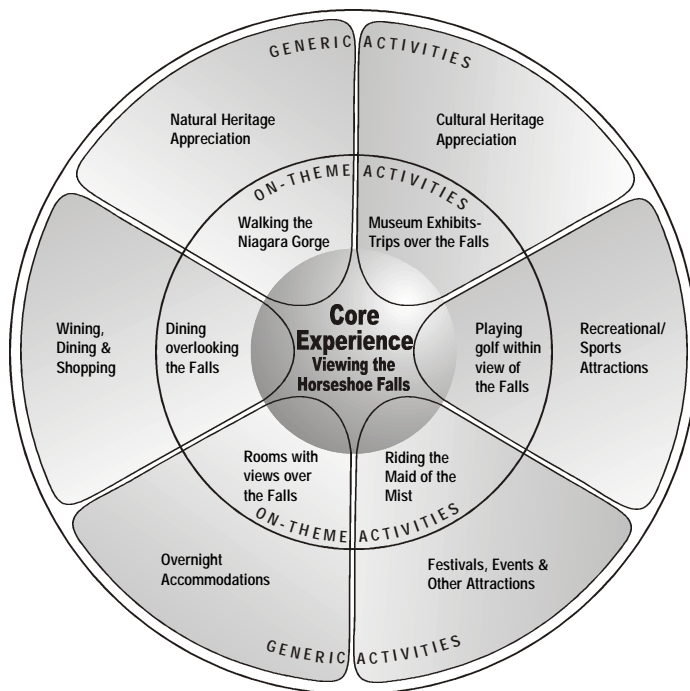 GENERIC ACTIVITIES
Natural Heritage
Appreciation
Cultural Heritage
Appreciation
ON-THEME ACTIVITIES
Walking the
Niagara Gorge
Museum Exhibits-
Trips over the Falls
Wining,
Dining &
Shopping
Dining
overlooking
the Falls
Core
Experience
Viewing the
Horseshoe Falls
Playing
golf within
view of
the Falls
Recreational/
Sports
Attractions
Rooms with
views over
the Falls
Riding the
Maid of the
Mist
ON-THEME ACTIVITIES
Overnight
Accommodations
Festivals, Events &
Other Attractions
GENERIC ACTIVITIES